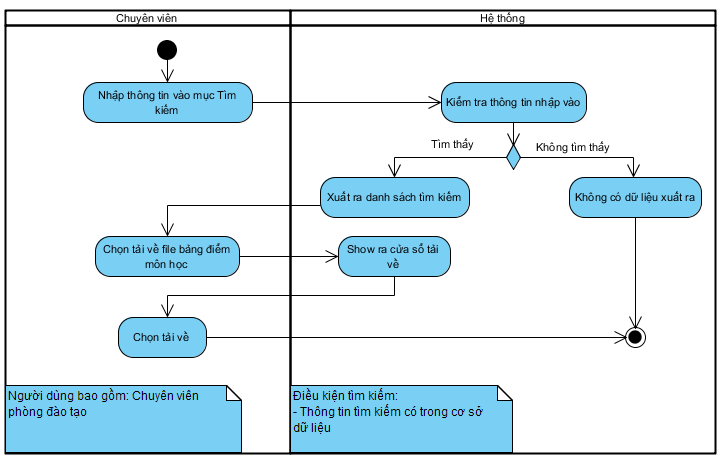 Chuyên viên
Hệ thống
Nhập thông tin vào mục Tìm
kiếm
Kiểm tra thông tin nhập vào
Tìm thấy
Không tìm thấy
Xuất ra danh sách tìm kiếm
Không có dữ liệu xuất ra
Chọn tải về file bảng điểm
môn học
Show ra cửa sổ tải
về
Chọn tải về
Người dùng bao gồm: Chuyên viên
phòng đào tạo
Điều kiện tìm kiếm:
- Thông tin tìm kiếm có trong cơ sở
dữ liệu